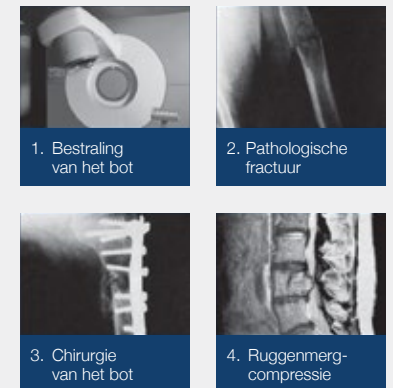 1. Bestraling
van het bot
2. Pathologische
fractuur
3. Chirurgie
van het bot
4. Ruggenmerg-
compressie